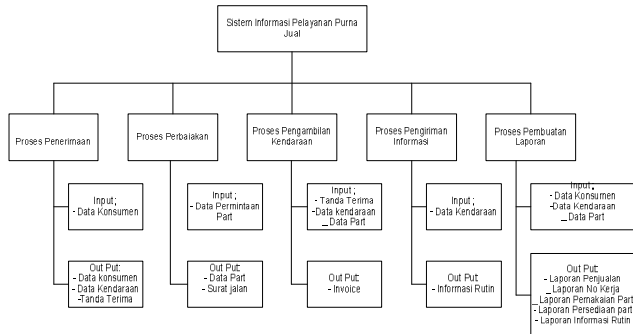 Sistem Informasi Pelayanan Purna
Jual
Proses Penerimaan
Proses Perbaiakan
Proses Pengambilan
Kendaraan
Proses Pengiriman
Informasi
Proses Pembuatan
Laporan
Input ;
- Data Konsumen
Input ;
- Data Permintaan
Part
Input ;
- Tanda Terima
-Data kendaraan
_ Data Part
Input ;
- Data Kendaraan
Input ;
- Data Konsumen
-Data Kendaraan
_ Data Part
Out Put:
- Data konsumen
- Data Kendaraan
-Tanda Terima
Out Put:
- Data Part
- Surat jalan
Out Put:
- Invoice
Out Put:
- Informasi Rutin
Out Put:
- Laporan Penjualan
_ Laporan No Kerja
_ Laporan Pemakaian Part
- Laporan Persediaan part
- Laporan Informasi Rutin